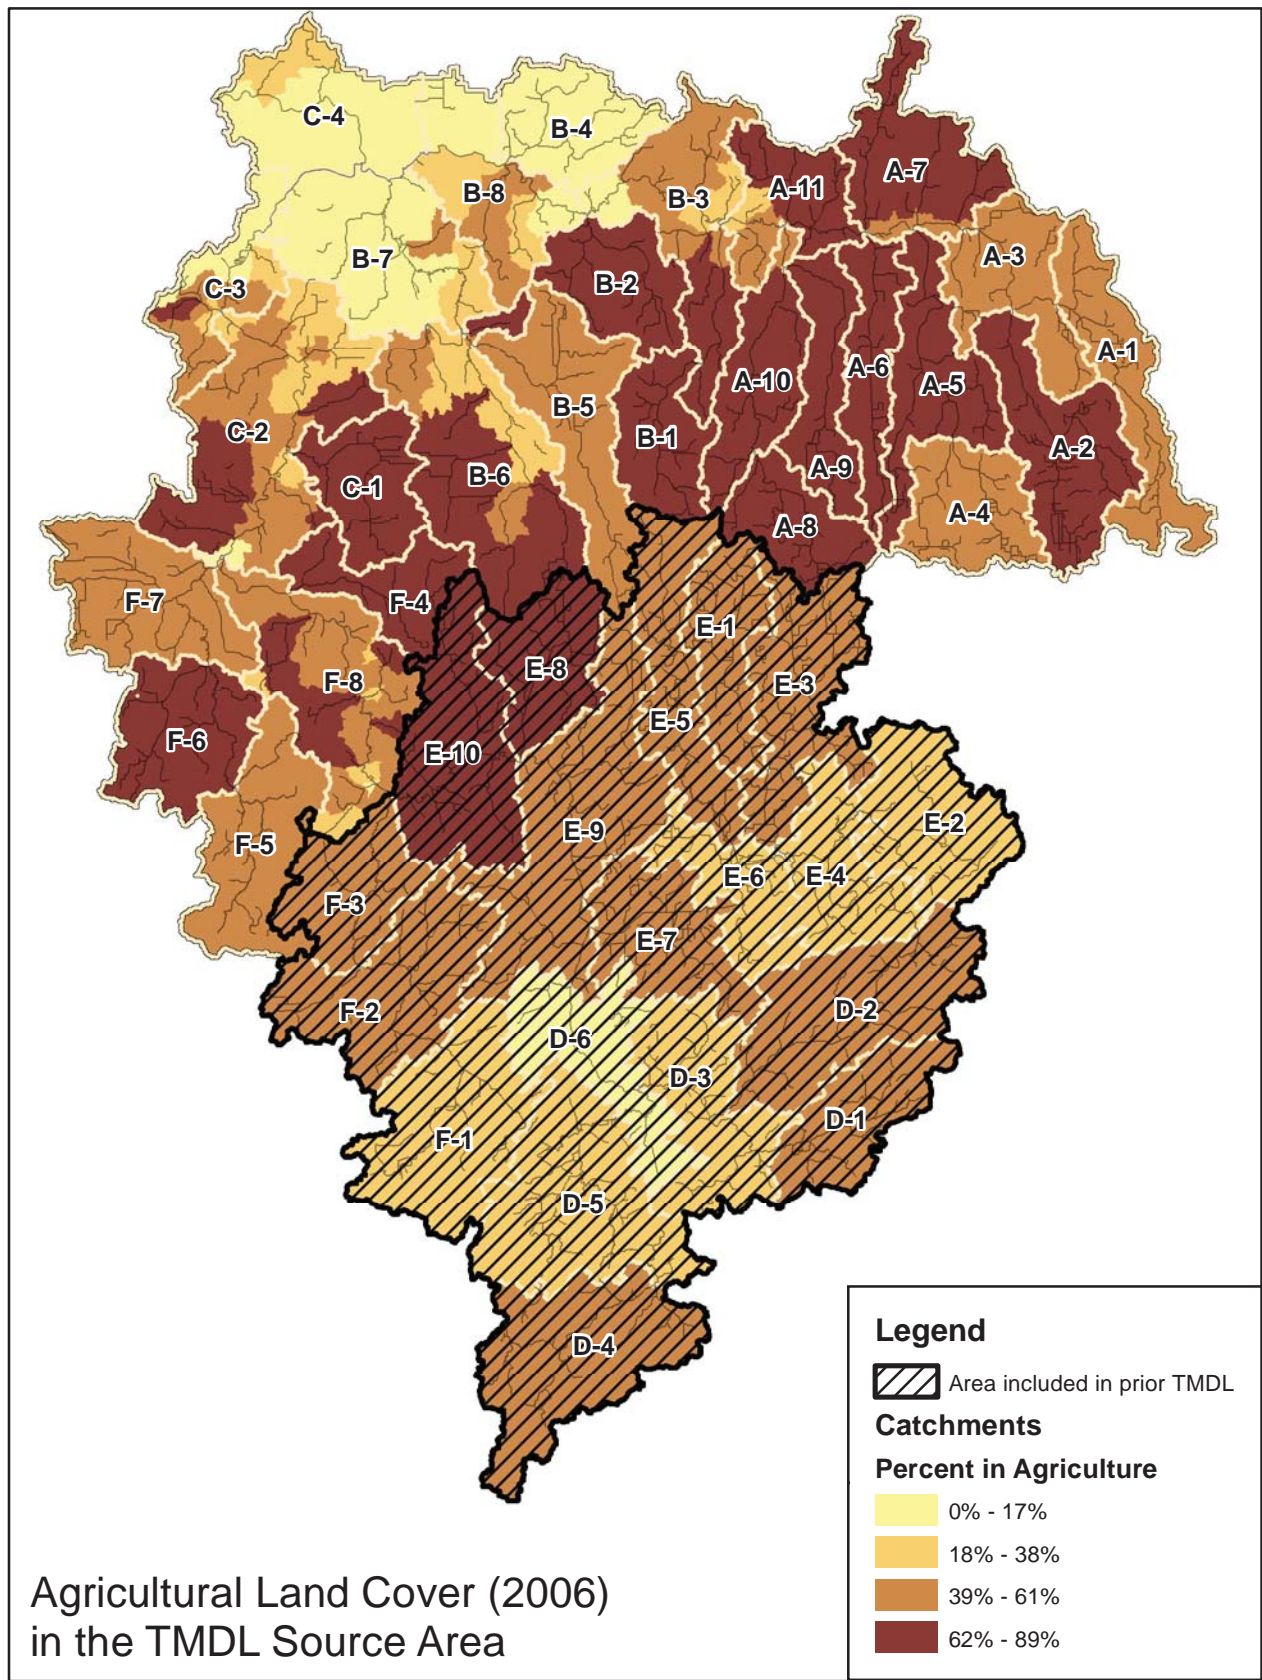 C-4
B-4
A-7
A-11
B-8
B-3
A-3
B-7
B-2
C-3
A-1
A-6
A-10
A-5
B-5
C-2
B-1
A-2
A-9
B-6
C-1
A-4
A-8
F-7
F-4
E-1
E-8
F-8
E-3
E-5
F-6
E-10
E-2
E-9
F-5
E-6
E-4
F-3
E-7
F-2
D-2
D-6
D-3
D-1
F-1
D-5
D-4
Legend
Area included in prior TMDL
Catchments
Percent in Agriculture
0% - 17%
18% - 38%
39% - 61%
62% - 89%
Agricultural Land Cover (2006)
in the TMDL Source Area